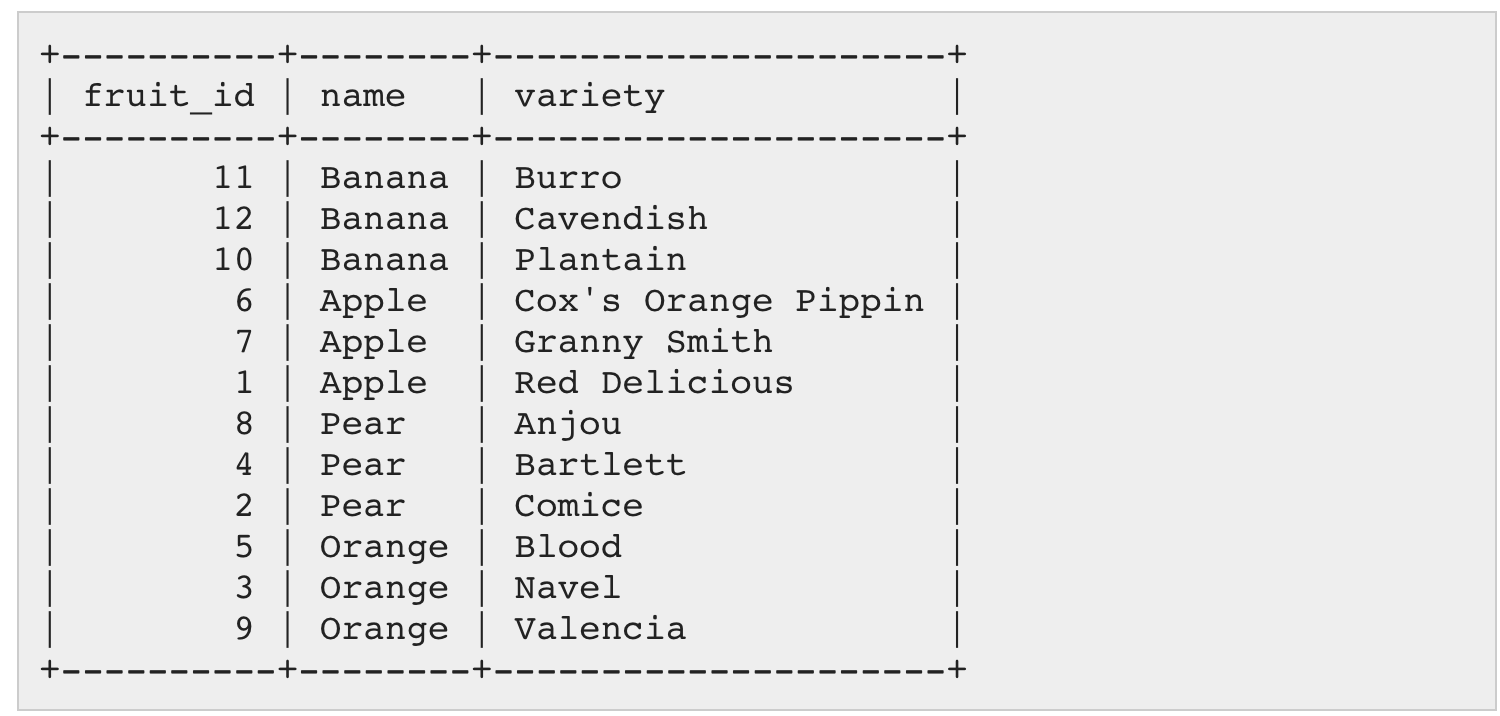 +----------+--------+---------------------+
| fruit_id | name   | variety             |
+----------+--------+---------------------+
|       11 | Banana | Burro               |
|       12 | Banana | Cavendish           |
|       10 | Banana | Plantain            |
|        6 | Apple  | Cox's Orange Pippin |
|        7 | Apple  | Granny Smith        |
|        1 | Apple  | Red Delicious       |
|        8 | Pear   | Anjou               |
|        4 | Pear   | Bartlett            |
|        2 | Pear   | Comice              |
|        5 | Orange | Blood               |
|        3 | Orange | Navel               |
|        9 | Orange | Valencia            |
+----------+--------+---------------------+